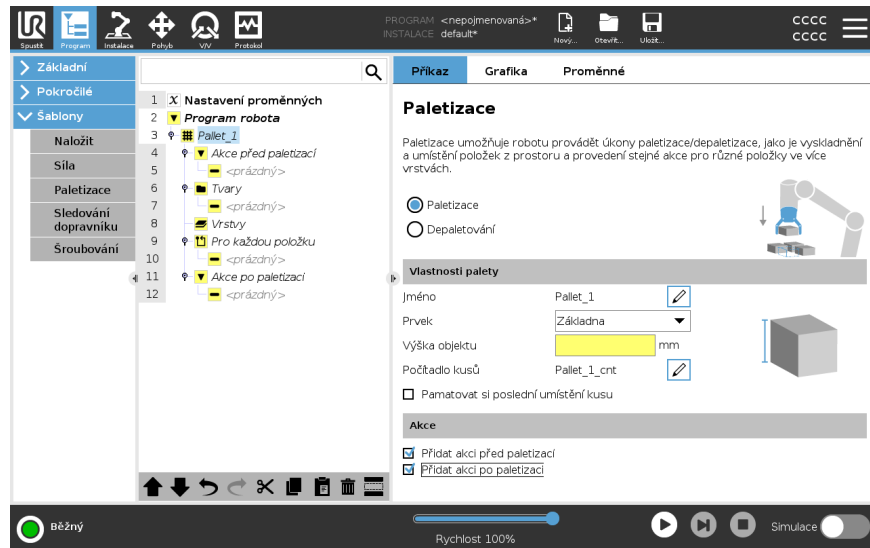 PROGRAM <nepojmenovaná>*
INSTALACE default*
cccc
cccc
Spustit
Program
Instalace
Pohyb
V/V
Protokol
Nový...
Otevřít...
Uložit...
Základní
Pokročilé
Šablony
Naložit
Síla
Paletizace
Sledování
dopravníku
Šroubování
1 X Nastavení proměnných
2 Program robota
3 Pallet_1
4 Akce před paletizací
5 <prázdný>
6 Tvary
7 <prázdný>
8 Vrstvy
9 Pro každou položku
10 <prázdný>
11 Akce po paletizaci
12 <prázdný>
Příkaz
Grafika
Proměnné
Paletizace
Paletizace umožňuje robotu provádět úkony paletizace/depaletizace, jako je vyskladnění
a umístění položek z prostoru a provedení stejné akce pro různé položky ve více
vrstvách.
Paletizace
Depaletování
Vlastnosti palety
Jméno Pallet_1
Prvek Základna
Výška objektu mm
Počítadlo kusů Pallet_1_cnt
Pamatovat si poslední umístění kusu
Akce
Přidat akci před paletizací
Přidat akci po paletizaci
Běžný
Rychlost 100%
Simulace